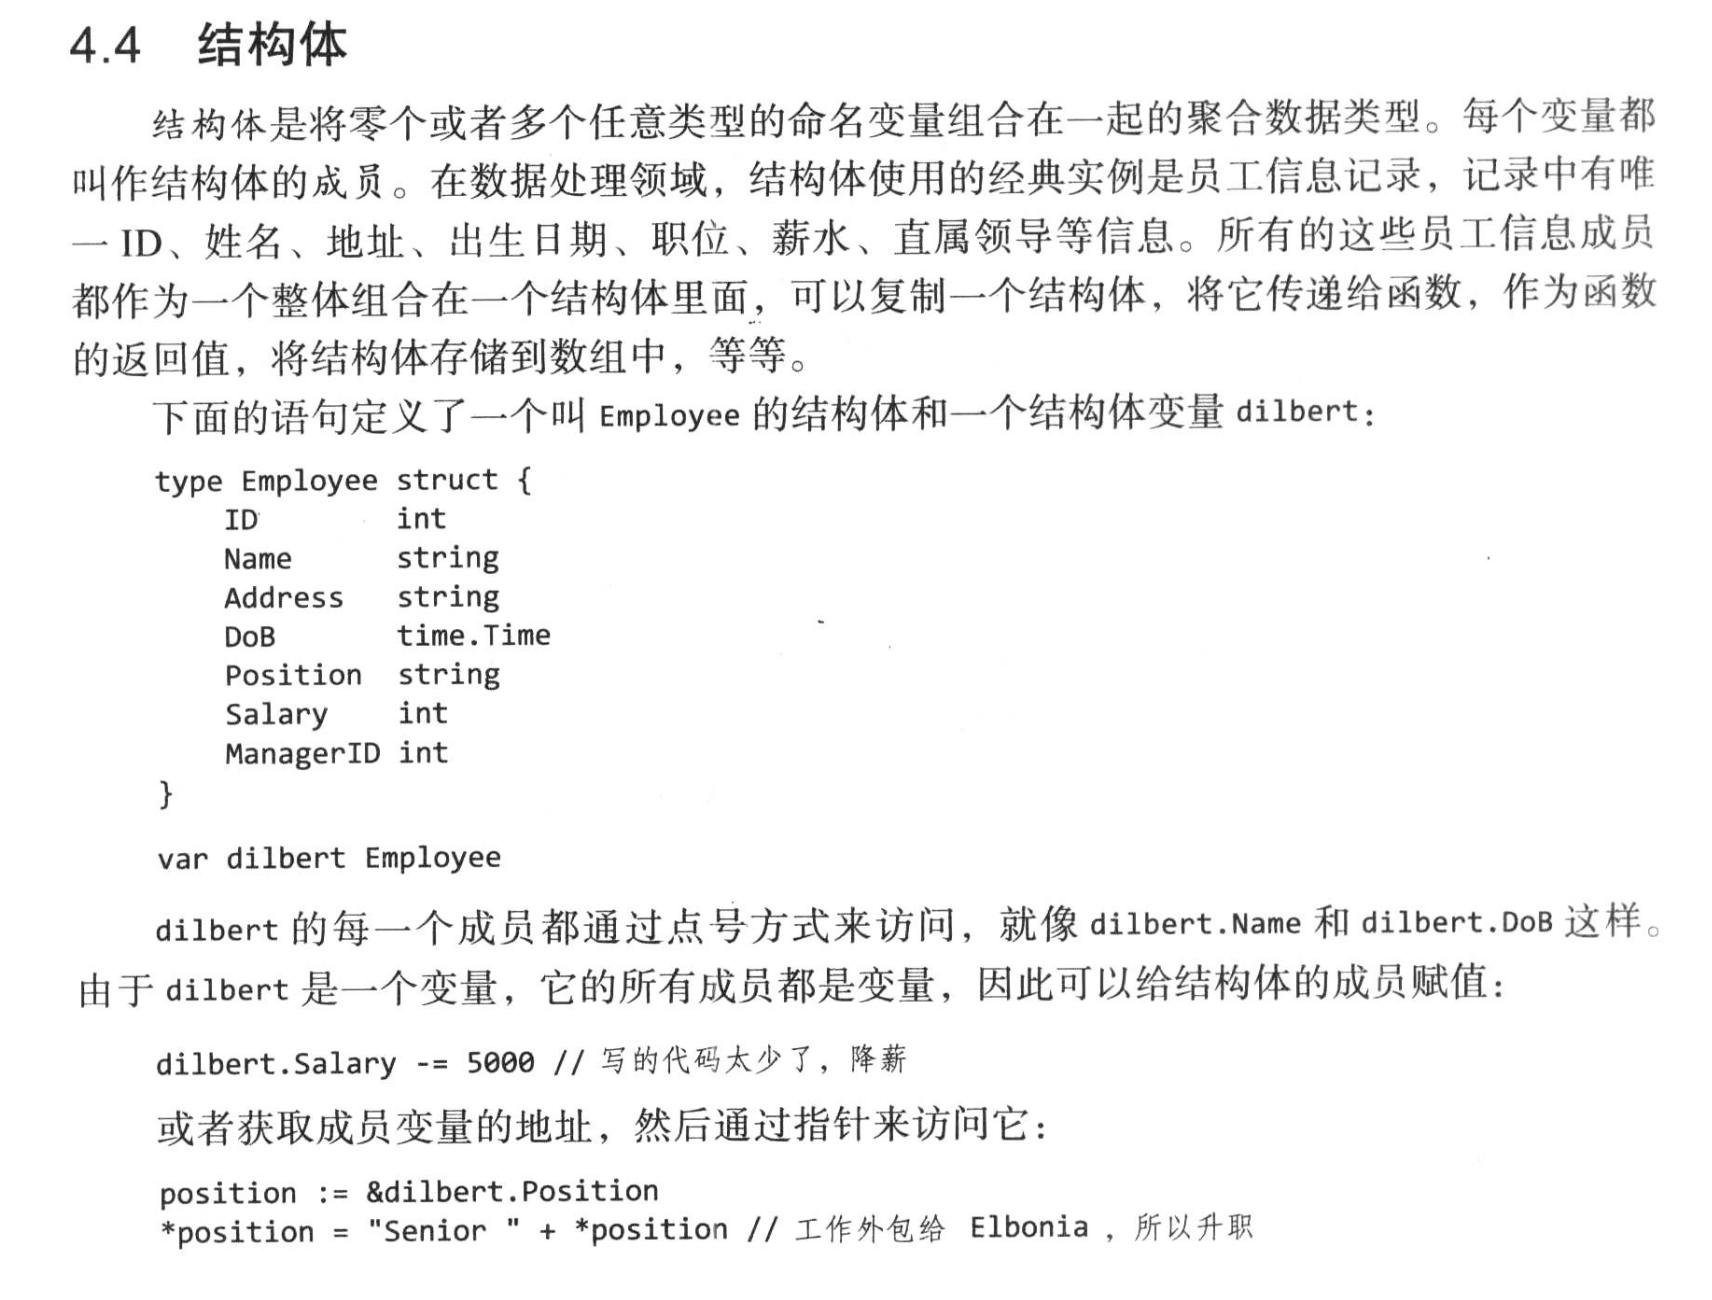 4.4 结构体
结构体是将零个或者多个任意类型的命名变量组合在一起的聚合数据类型。每个变量都
叫作结构体的成员。在数据处理领域，结构体使用的经典实例是员工信息记录，记录中有唯
一 ID、姓名、地址、出生日期、职位、薪水、直属领导等信息。所有的这些员工信息成员
都作为一个整体组合在一个结构体里面，可以复制一个结构体，将它传递给函数，作为函数
的返回值，将结构体存储到数组中，等等。
下面的语句定义了一个叫 Employee 的结构体和一个结构体变量 dilbert：
type Employee struct {
    ID        int
    Name      string
    Address   string
    DoB       time.Time
    Position  string
    Salary    int
    ManagerID int
}
var dilbert Employee
dilbert 的每一个成员都通过点号方式来访问，就像 dilbert.Name 和 dilbert.DoB 这样。
由于 dilbert 是一个变量，它的所有成员都是变量，因此可以给结构体的成员赋值：
dilbert.Salary -= 5000 // 写的代码太少了，降薪
或者获取成员变量的地址，然后通过指针来访问它：
position := &dilbert.Position
*position = "Senior " + *position // 工作外包给 Elbonia ，所以升职